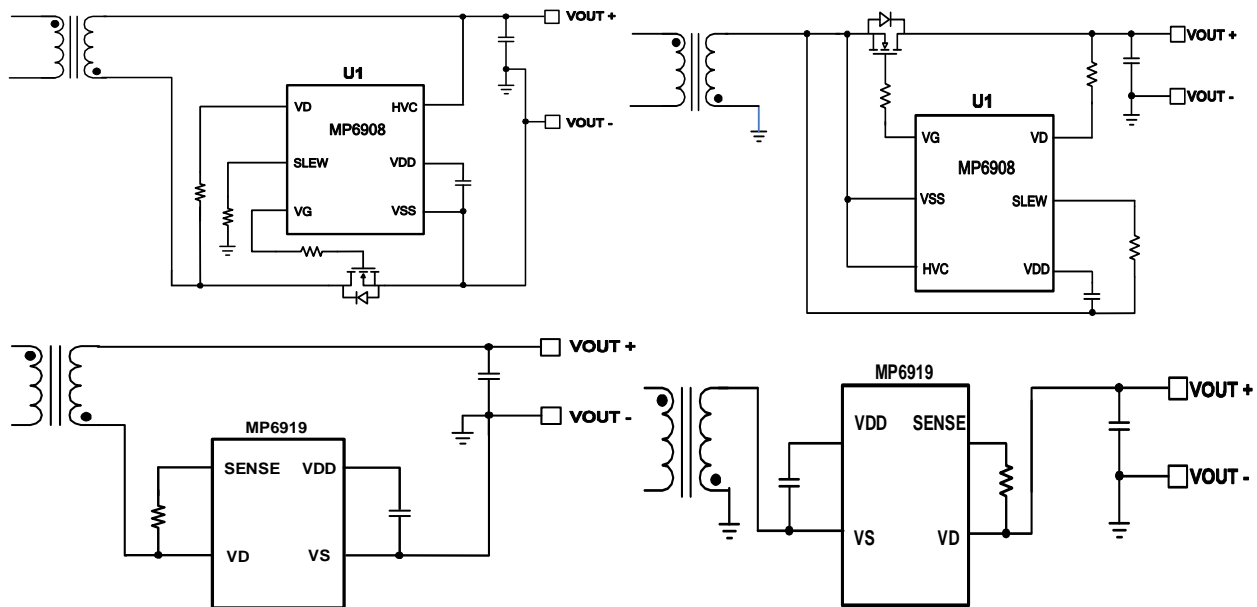 VOUT +
U1
VD
HVC
MP6908
VOUT -
SLEW
VDD
VG
VSS
VOUT +
VOUT -
U1
VG
VD
MP6908
VSS
SLEW
HVC
VDD
VOUT +
VOUT -
MP6919
SENSE
VDD
VD
VS
MP6919
VDD
SENSE
VS
VD
VOUT +
VOUT -